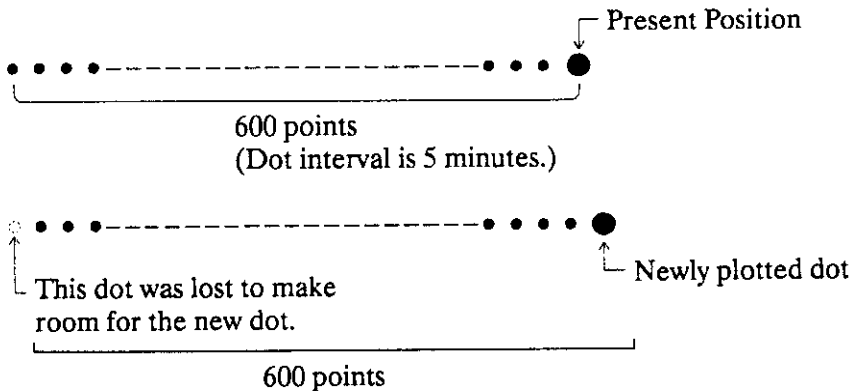 Present Position
600 points
(Dot interval is 5 minutes.)
Newly plotted dot
This dot was lost to make
room for the new dot.
600 points